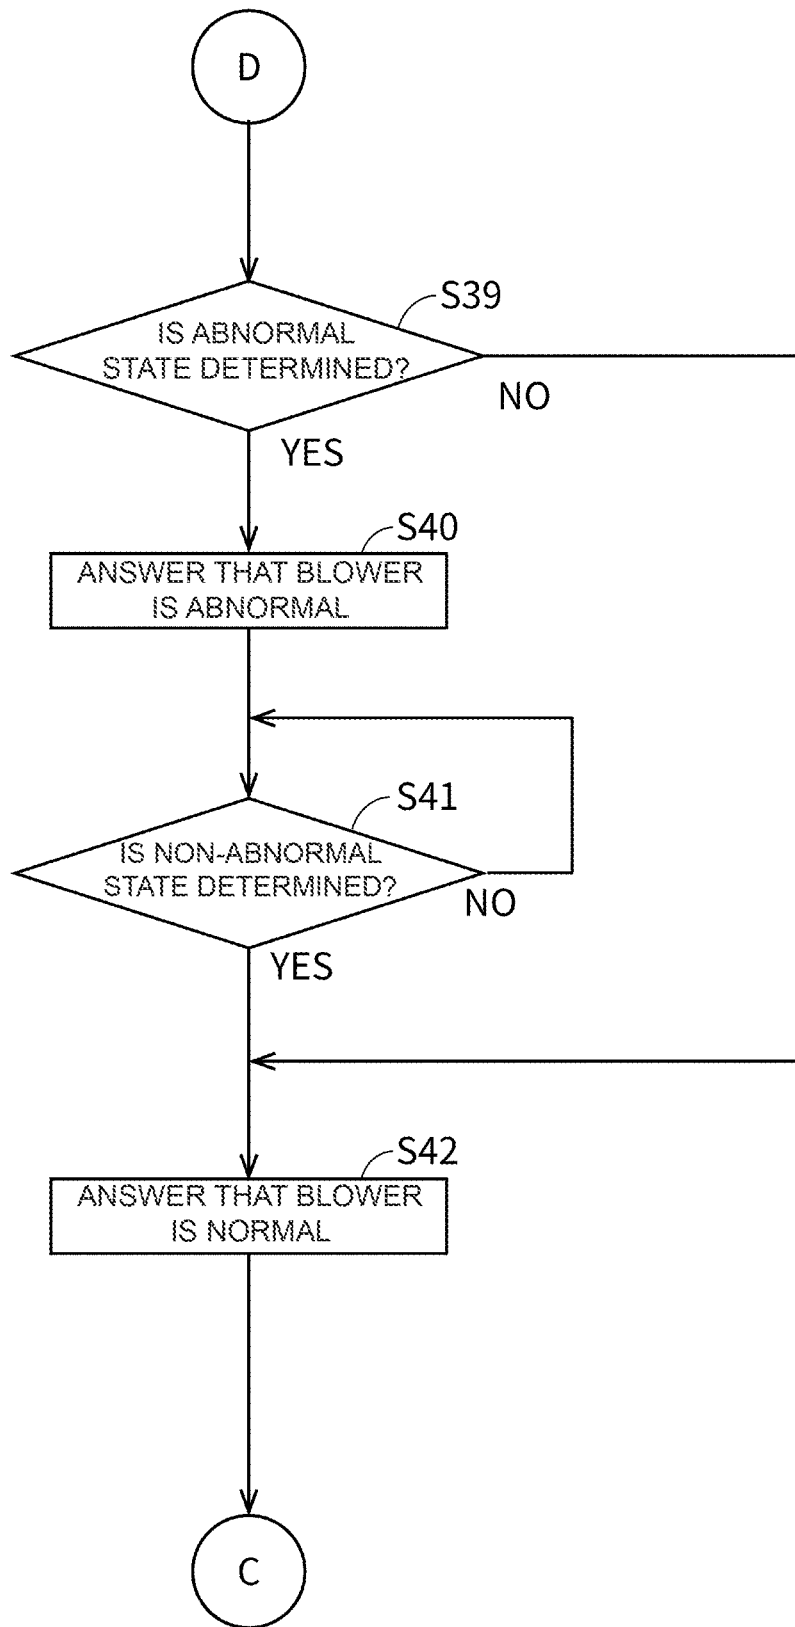 D
S39
IS ABNORMAL
STATE DETERMINED?
NO
YES
S40
ANSWER THAT BLOWER
IS ABNORMAL
S41
IS NON-ABNORMAL
STATE DETERMINED?
NO
YES
S42
ANSWER THAT BLOWER
IS NORMAL
C